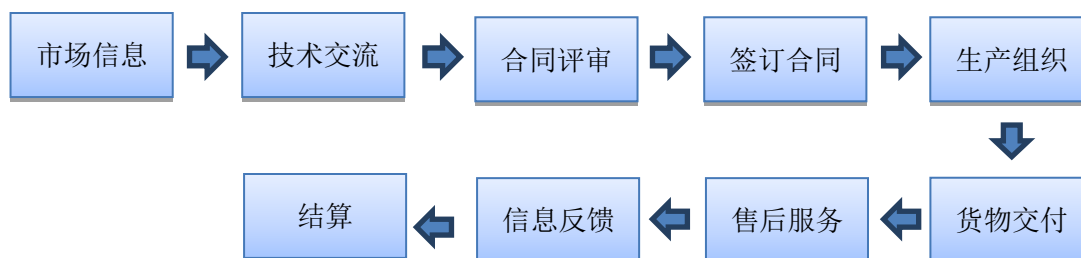 市场信息
技术交流
合同评审
签订合同
生产组织
货物交付
售后服务
信息反馈
结算